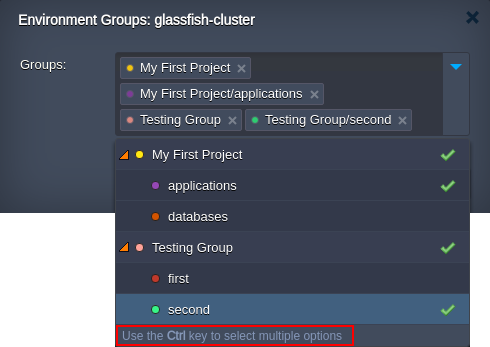 Environment Groups: glassfish-cluster
Groups:
My First Project
My First Project/applications
Testing Group Testing Group/second
My First Project
applications
databases
Testing Group
first
second
Use the Ctrl key to select multiple options